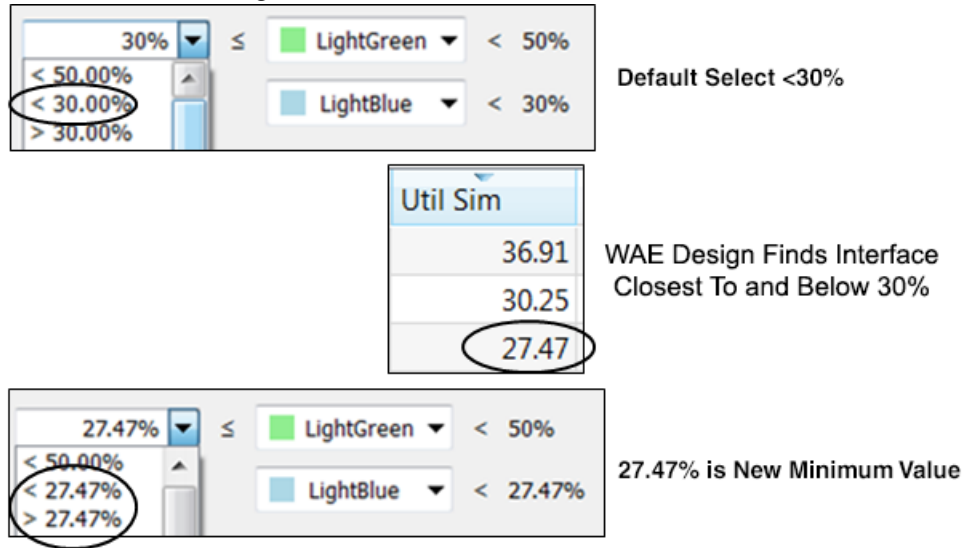 30% ≤ LightGreen < 50%
< 50.00%
< 30.00%
> 30.00%
LightBlue < 30%
Default Select <30%
Util Sim
36.91
30.25
27.47
WAE Design Finds Interface
Closest To and Below 30%
27.47% ≤ LightGreen < 50%
< 50.00%
< 27.47%
> 27.47%
LightBlue < 27.47%
27.47% is New Minimum Value